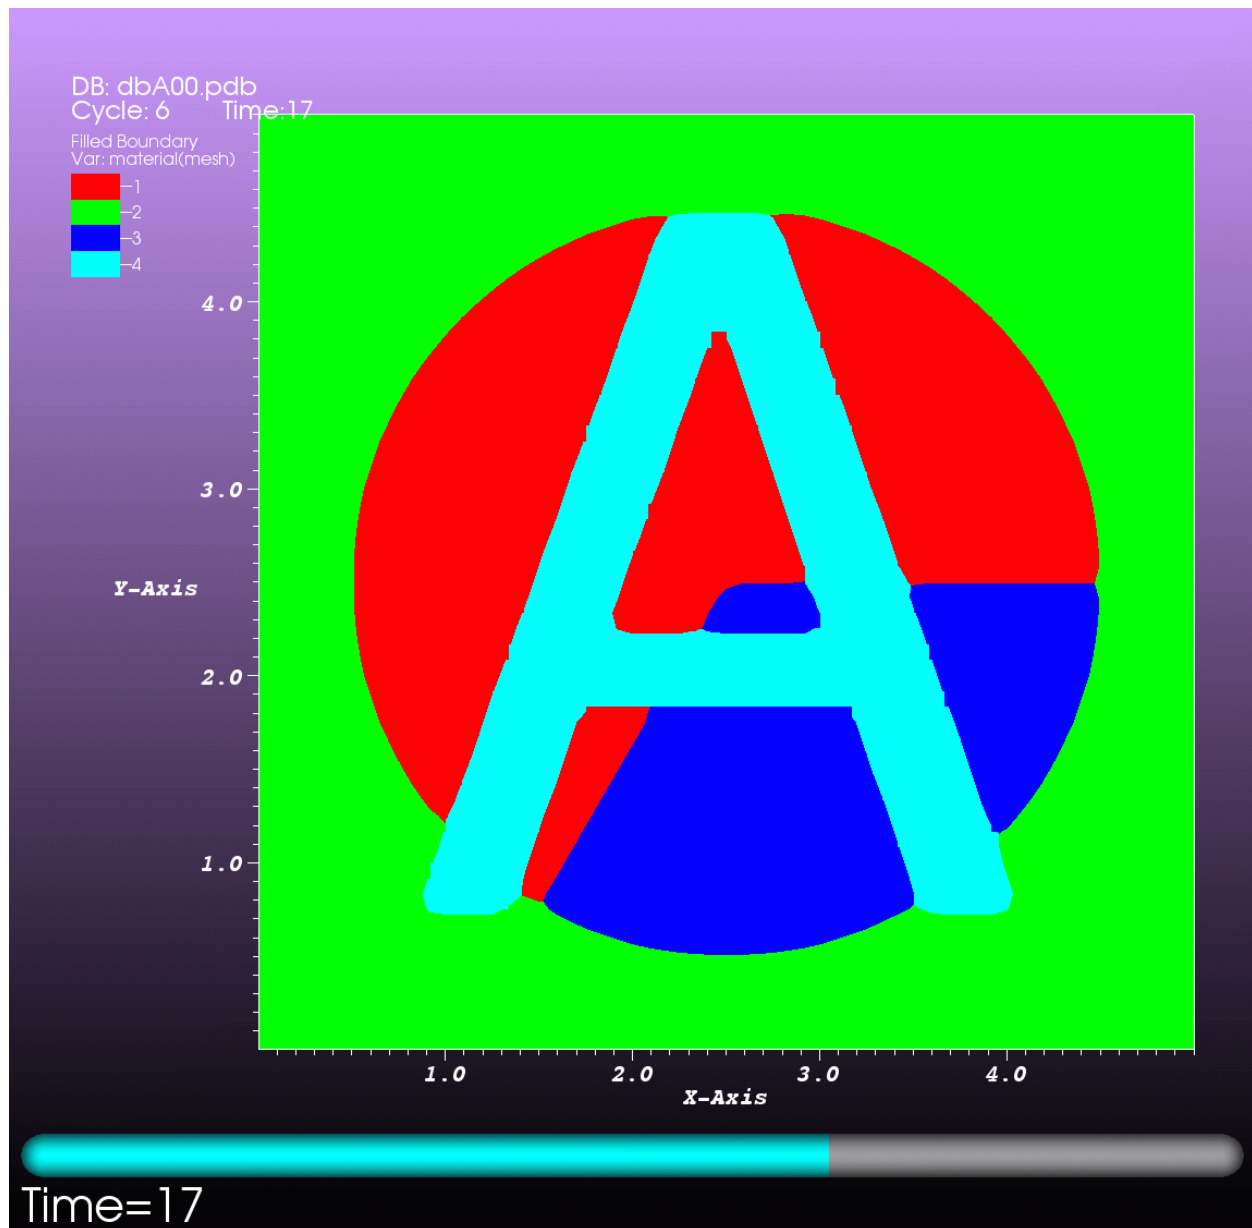 DB: dbA00.pdb
Cycle: 6 Time:17
Filled Boundary
Var: material(mesh)
1
2
3
4
4.0
3.0
Y-Axis
2.0
1.0
A
1.0 2.0 3.0 4.0
X-Axis
Time=17